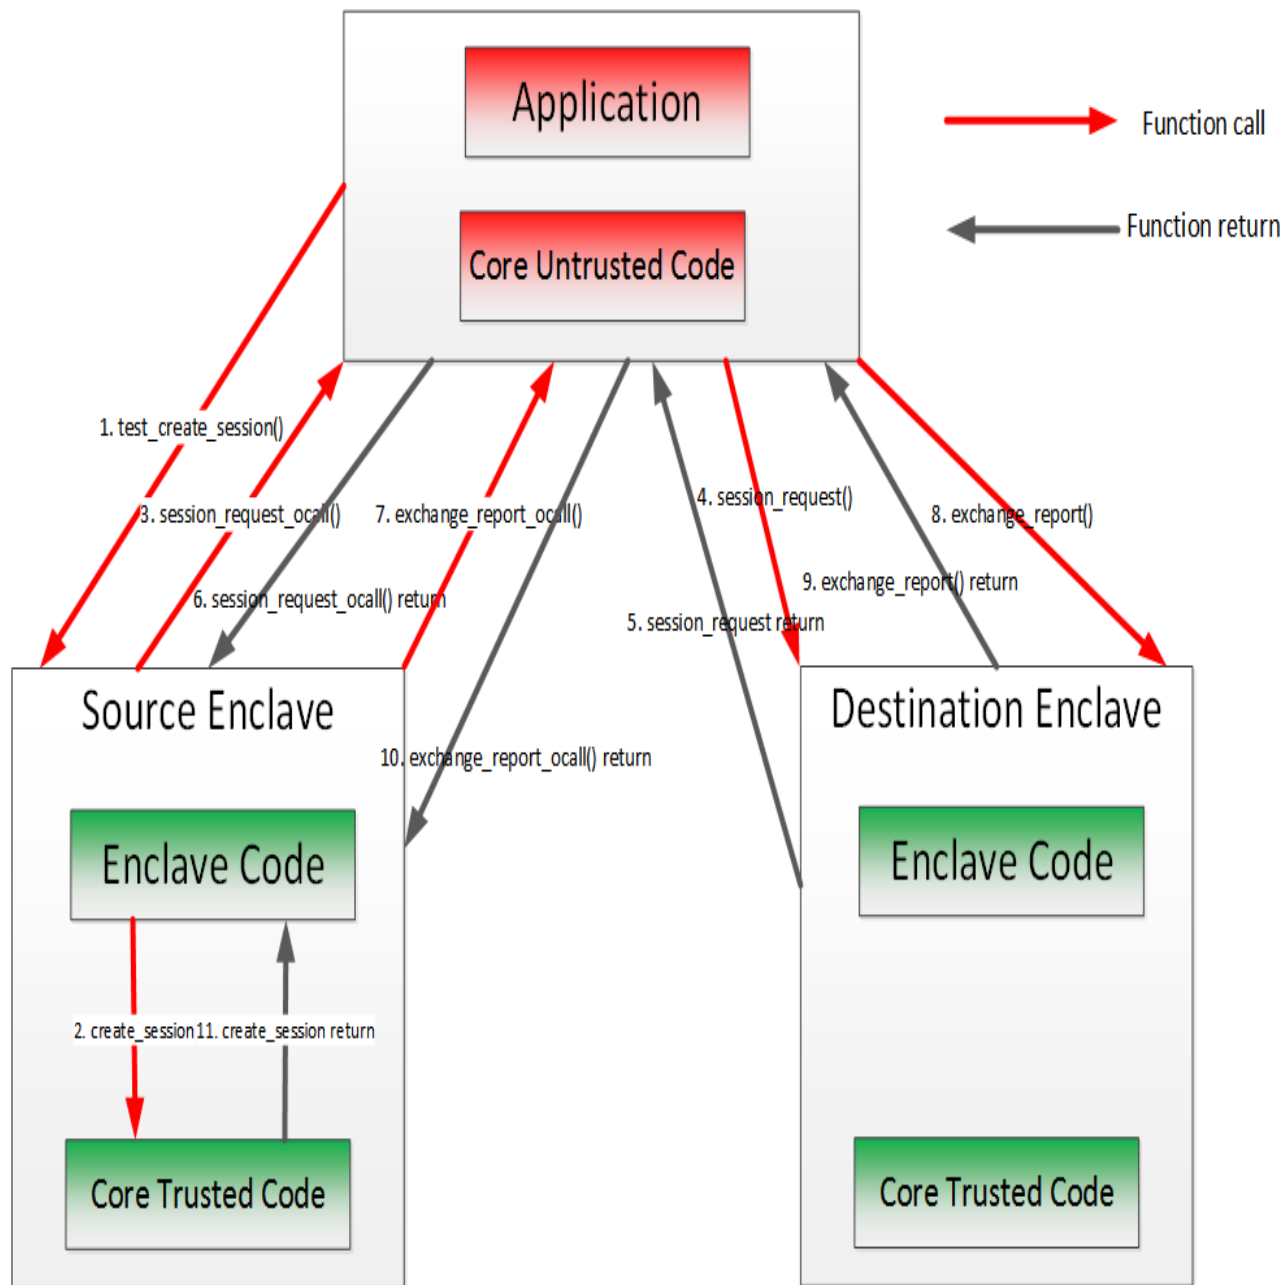 Application
Function call
Function return
Core Untrusted Code
1. test_create_session()
3. session_request_ocall()
7. exchange_report_ocall()
4. session_request()
8. exchange_report()
6. session_request_ocall() return
9. exchange_report() return
5. session_request return
Source Enclave
Destination Enclave
10. exchange_report_ocall() return
Enclave Code
Enclave Code
2. create_session
11. create_session return
Core Trusted Code
Core Trusted Code